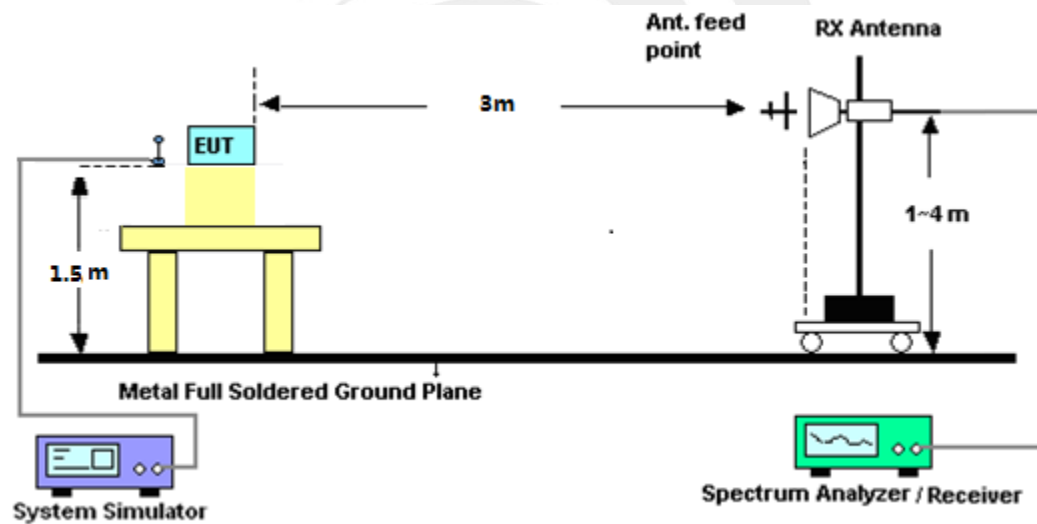 Ant. feed
point
RX Antenna
3m
EUT
1~4 m
1.5 m
Metal Full Soldered Ground Plane
System Simulator
Spectrum Analyzer / Receiver